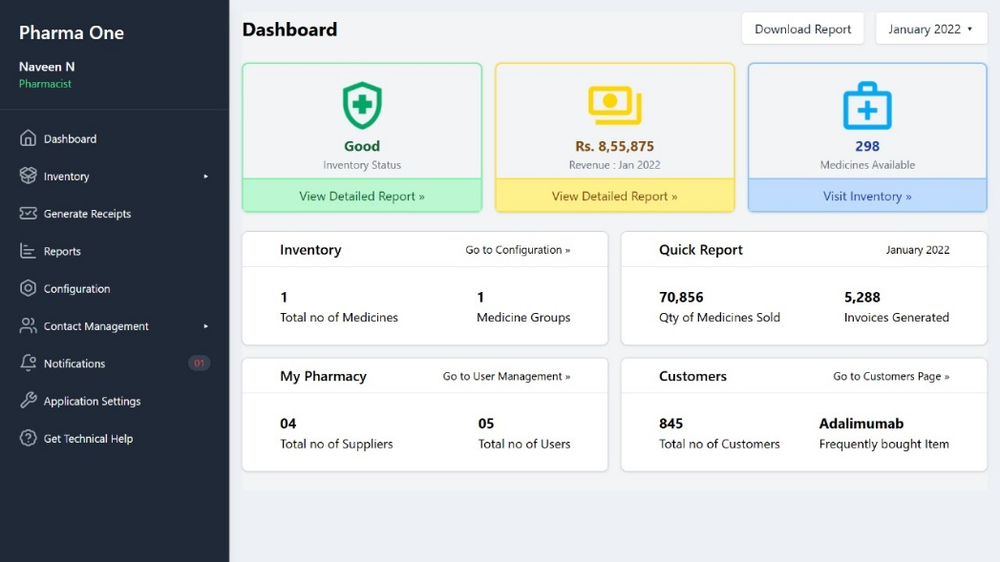 Pharma One
Naveen N
Pharmacist
Dashboard
Inventory ▸
Generate Receipts
Reports
Configuration
Contact Management ▸
Notifications 01
Application Settings
Get Technical Help
Dashboard
Download Report
January 2022 ▾
Good
Inventory Status
View Detailed Report »
Rs. 8,55,875
Revenue : Jan 2022
View Detailed Report »
298
Medicines Available
Visit Inventory »
Inventory Go to Configuration »
1 1
Total no of Medicines Medicine Groups
Quick Report January 2022
70,856 5,288
Qty of Medicines Sold Invoices Generated
My Pharmacy Go to User Management »
04 05
Total no of Suppliers Total no of Users
Customers Go to Customers Page »
845 Adalimumab
Total no of Customers Frequently bought Item